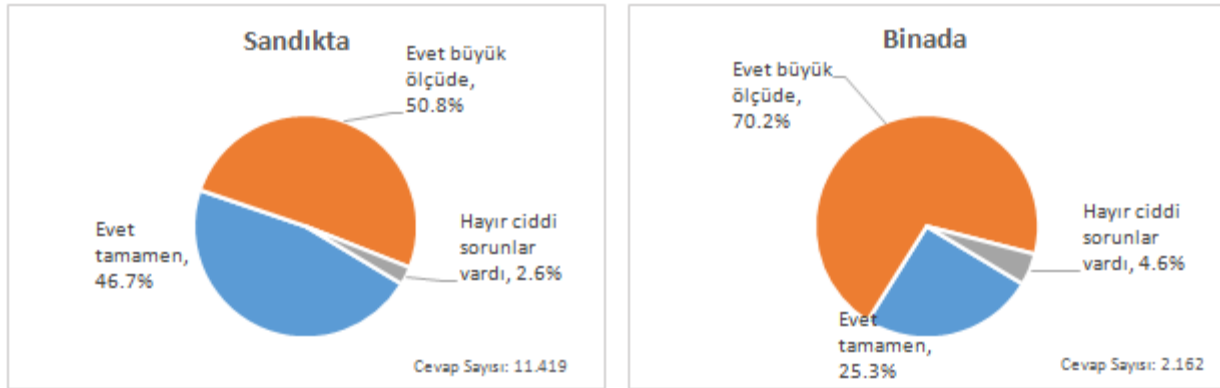 Sandıkta
Evet büyük
ölçüde,
50.8%
Evet
tamamen,
46.7%
Hayır ciddi
sorunlar
vardı, 2.6%
Cevap Sayısı: 11.419
Binada
Evet büyük
ölçüde,
70.2%
Hayır ciddi
sorunlar
vardı, 4.6%
Evet
tamamen,
25.3%
Cevap Sayısı: 2.162